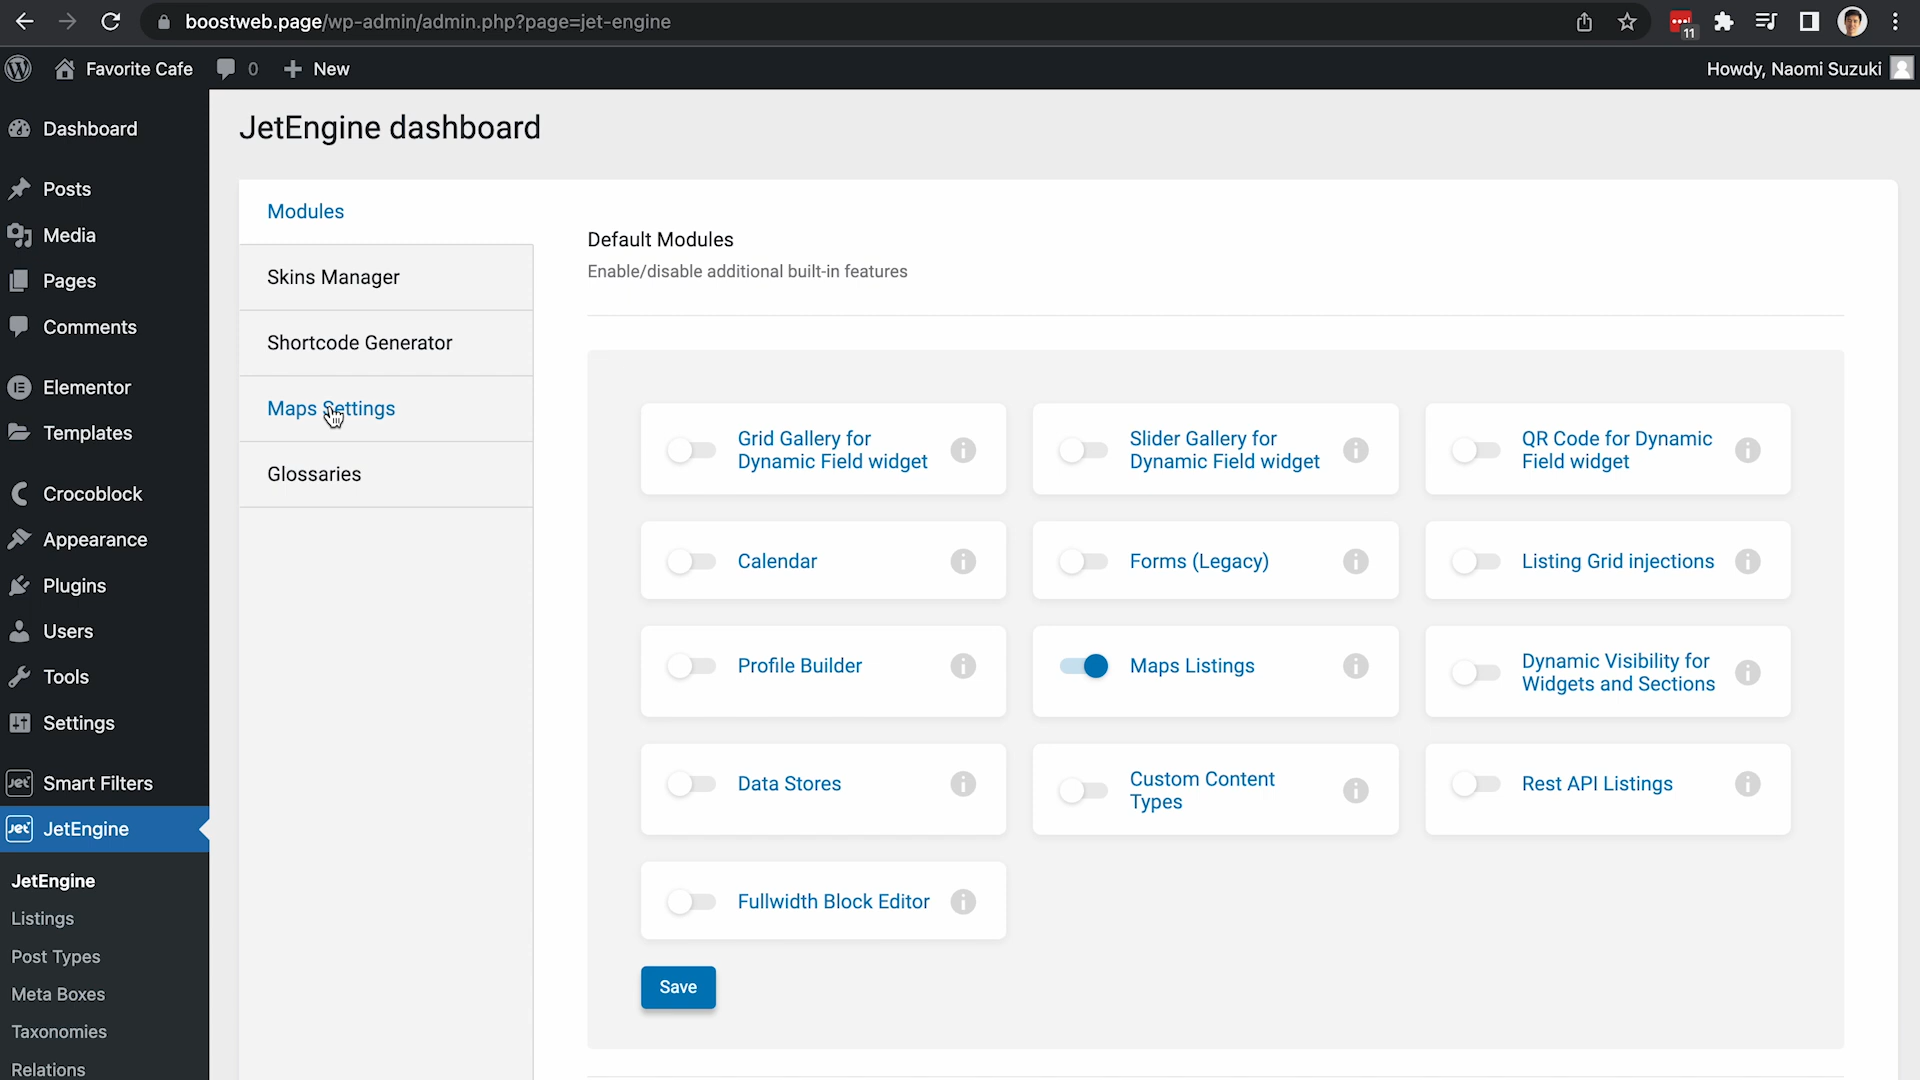 boostweb.page/wp-admin/admin.php?page=jet-engine
11
Favorite Cafe
0
New
Howdy, Naomi Suzuki
Dashboard
Posts
Media
Pages
Comments
Elementor
Templates
Crocoblock
Appearance
Plugins
Users
Tools
Settings
Jet
Smart Filters
Jet
JetEngine
JetEngine
Listings
Post Types
Meta Boxes
Taxonomies
Relations
JetEngine dashboard
Modules
Skins Manager
Shortcode Generator
Maps Settings
Glossaries
Default Modules
Enable/disable additional built-in features
Grid Gallery for
Dynamic Field widget
Slider Gallery for
Dynamic Field widget
QR Code for Dynamic
Field widget
Calendar
Forms (Legacy)
Listing Grid injections
Profile Builder
Maps Listings
Dynamic Visibility for
Widgets and Sections
Data Stores
Custom Content
Types
Rest API Listings
Fullwidth Block Editor
Save